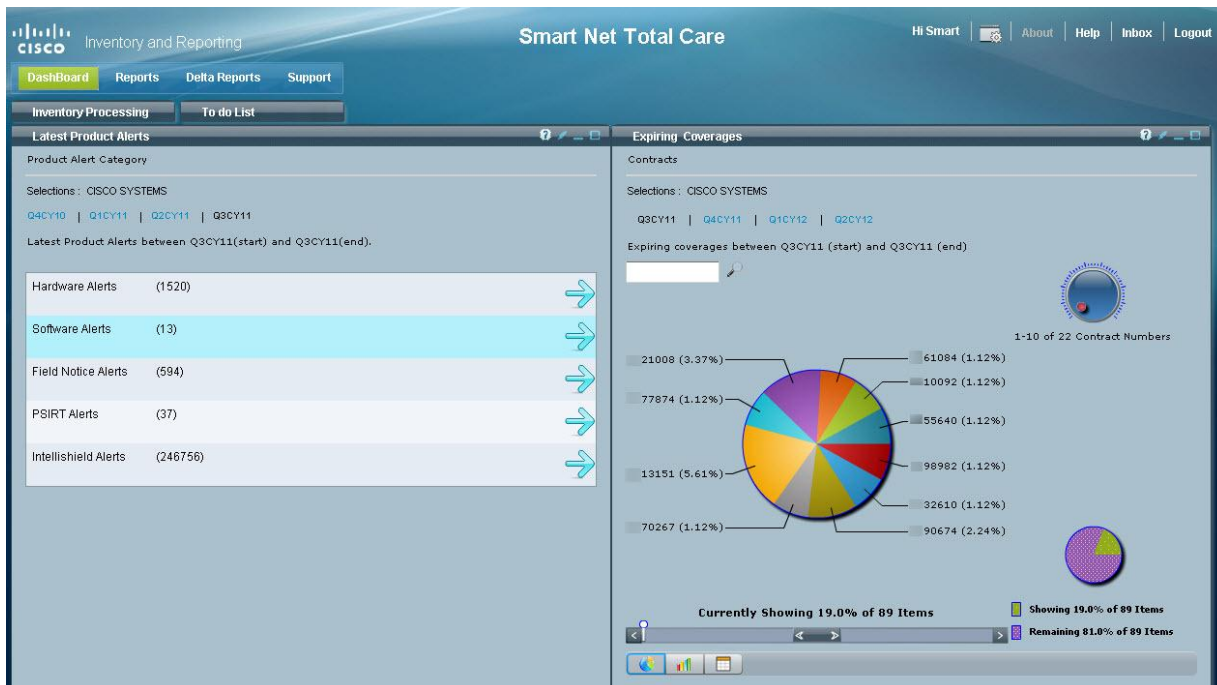 CISCO Inventory and Reporting
Smart Net Total Care
Hi Smart | | About | Help | Inbox | Logout
DashBoard Reports Delta Reports Support
Inventory Processing To do List
Latest Product Alerts ?
Product Alert Category
Selections : CISCO SYSTEMS
Q4CY10 | Q1CY11 | Q2CY11 | Q3CY11
Latest Product Alerts between Q3CY11(start) and Q3CY11(end).
Hardware Alerts (1520)
Software Alerts (13)
Field Notice Alerts (594)
PSIRT Alerts (37)
Intellishield Alerts (246756)
Expiring Coverages ?
Contracts
Selections : CISCO SYSTEMS
Q3CY11 | Q4CY11 | Q1CY12 | Q2CY12
Expiring coverages between Q3CY11 (start) and Q3CY11 (end)
1-10 of 22 Contract Numbers
21008 (3.37%)
77874 (1.12%)
13151 (5.61%)
70267 (1.12%)
61084 (1.12%)
10092 (1.12%)
55640 (1.12%)
98982 (1.12%)
32610 (1.12%)
90674 (2.24%)
Currently Showing 19.0% of 89 Items
Showing 19.0% of 89 Items
Remaining 81.0% of 89 Items